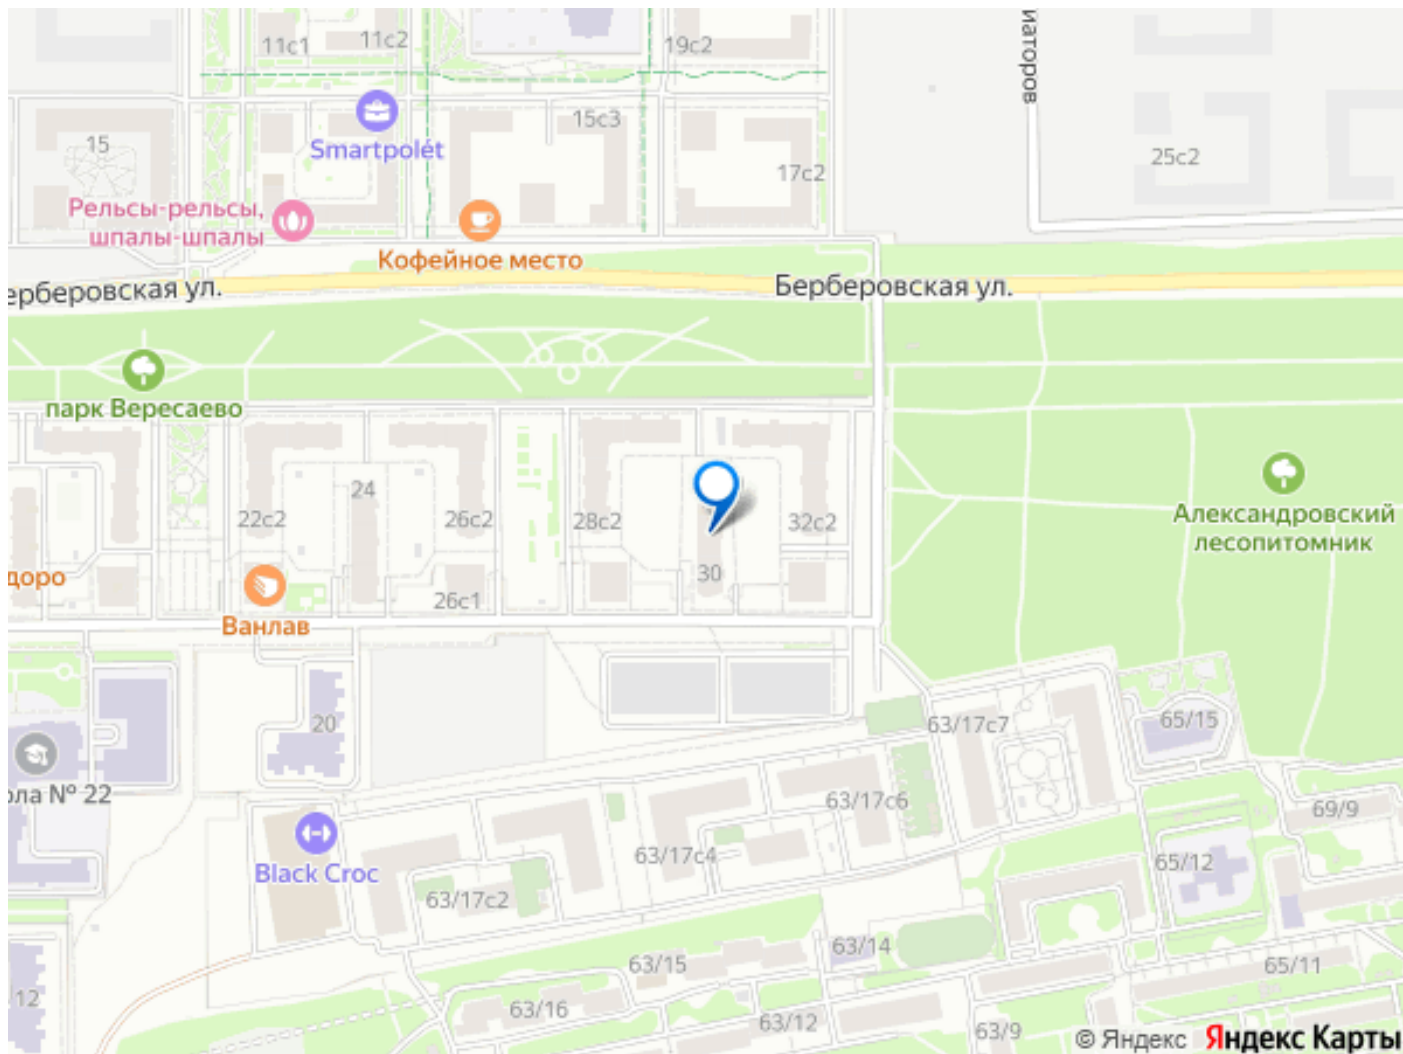 11с1
11с2
19с2
иаторов
Smartpolét
15с3
15
25с2
17с2
Рельсы-рельсы,
шпалы-шпалы
Кофейное место
ерберовская ул.
Берберовская ул.
парк Вересаево
24
22с2
26с2
28с2
32с2
Александровский
лесопитомник
доро
30
26с1
Ванлав
20
63/17с7
65/15
ола № 22
63/17с6
69/9
Black Croc
63/17с4
65/12
63/17с2
63/14
63/15
65/11
12
63/16
63/12
63/9
© Яндекс Яндекс Карты